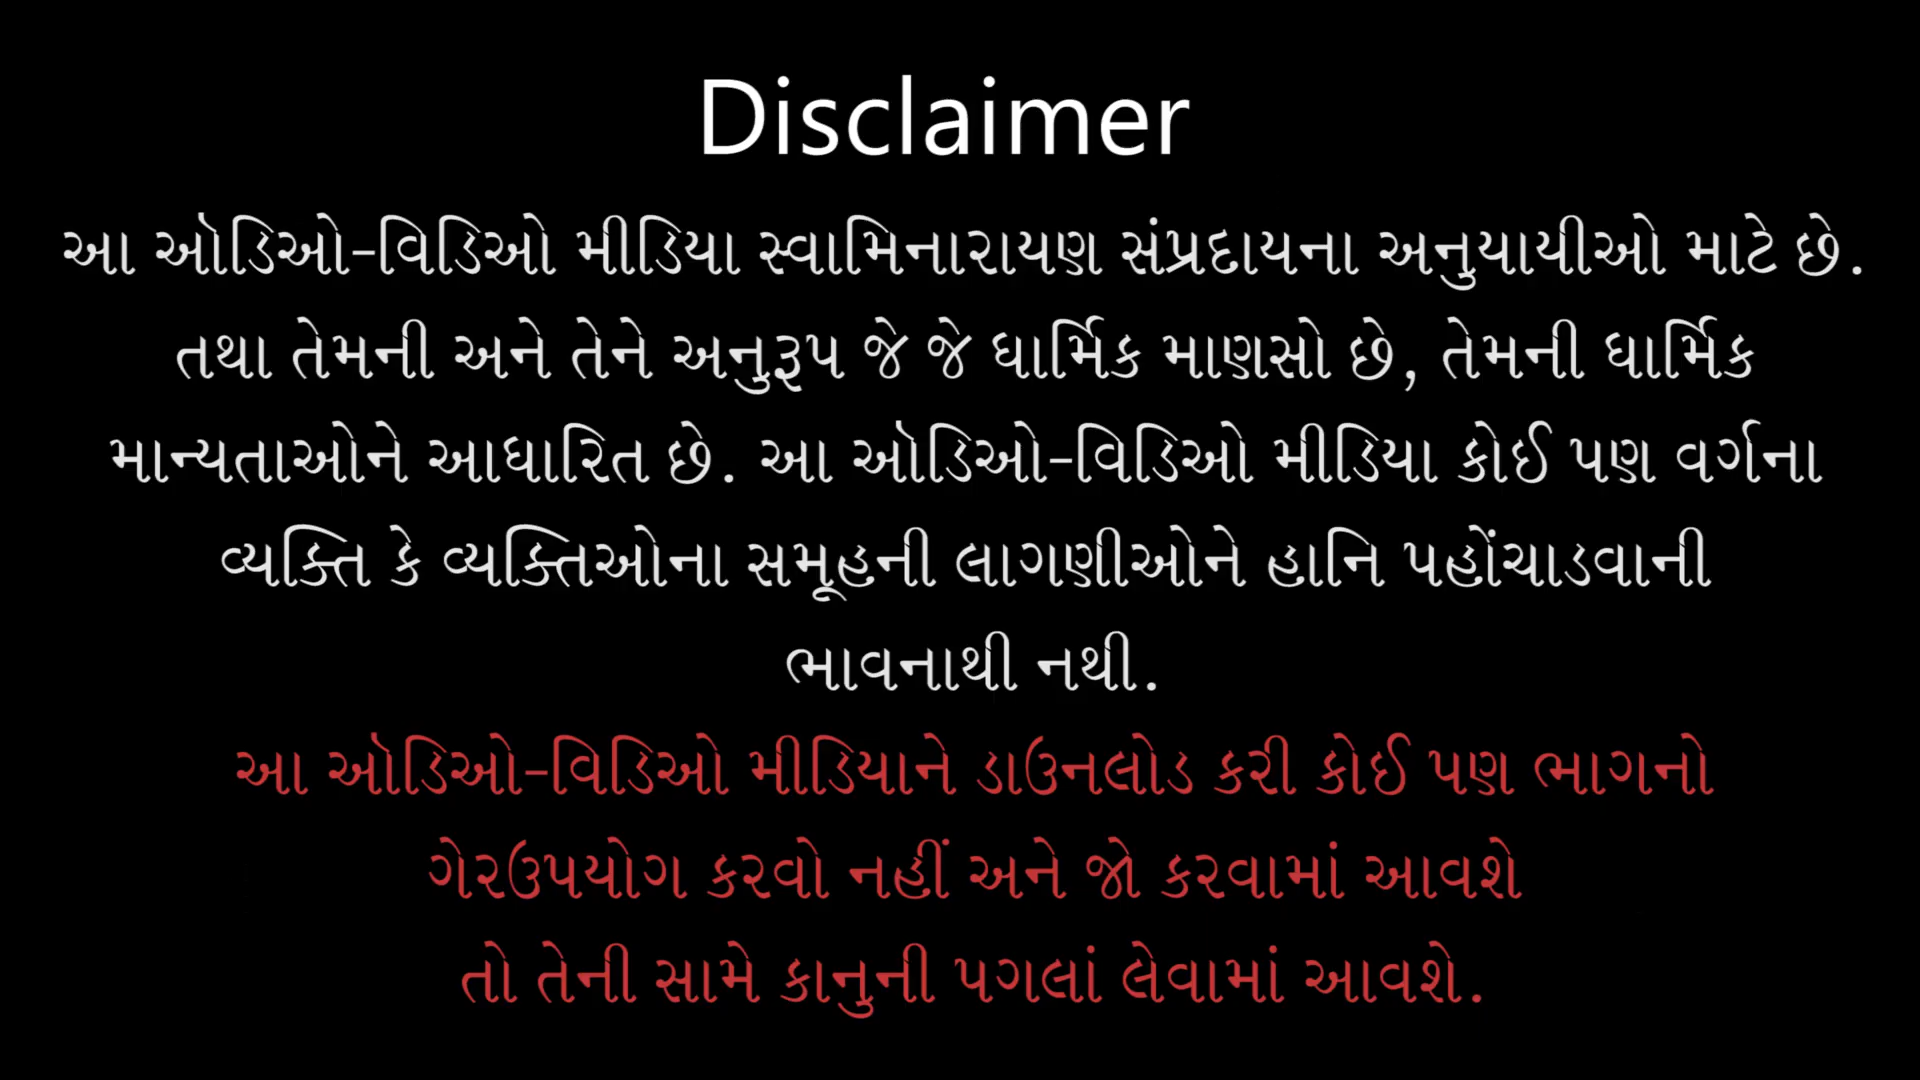 Disclaimer
આ ઑડિઓ-વિડિઓ મીડિયા સ્વામિનારાયણ સંપ્રદાયના અનુયાયીઓ માટે છે.
તથા તેમની અને તેને અનુરૂપ જે જે ધાર્મિક માણસો છે, તેમની ધાર્મિક
માન્યતાઓને આધારિત છે. આ ઑડિઓ-વિડિઓ મીડિયા કોઈ પણ વર્ગના
વ્યક્તિ કે વ્યક્તિઓના સમૂહની લાગણીઓને હાનિ પહોંચાડવાની
ભાવનાથી નથી.
આ ઑડિઓ-વિડિઓ મીડિયાને ડાઉનલોડ કરી કોઈ પણ ભાગનો
ગેરઉપયોગ કરવો નહીં અને જો કરવામાં આવશે
તો તેની સામે કાનુની પગલાં લેવામાં આવશે.